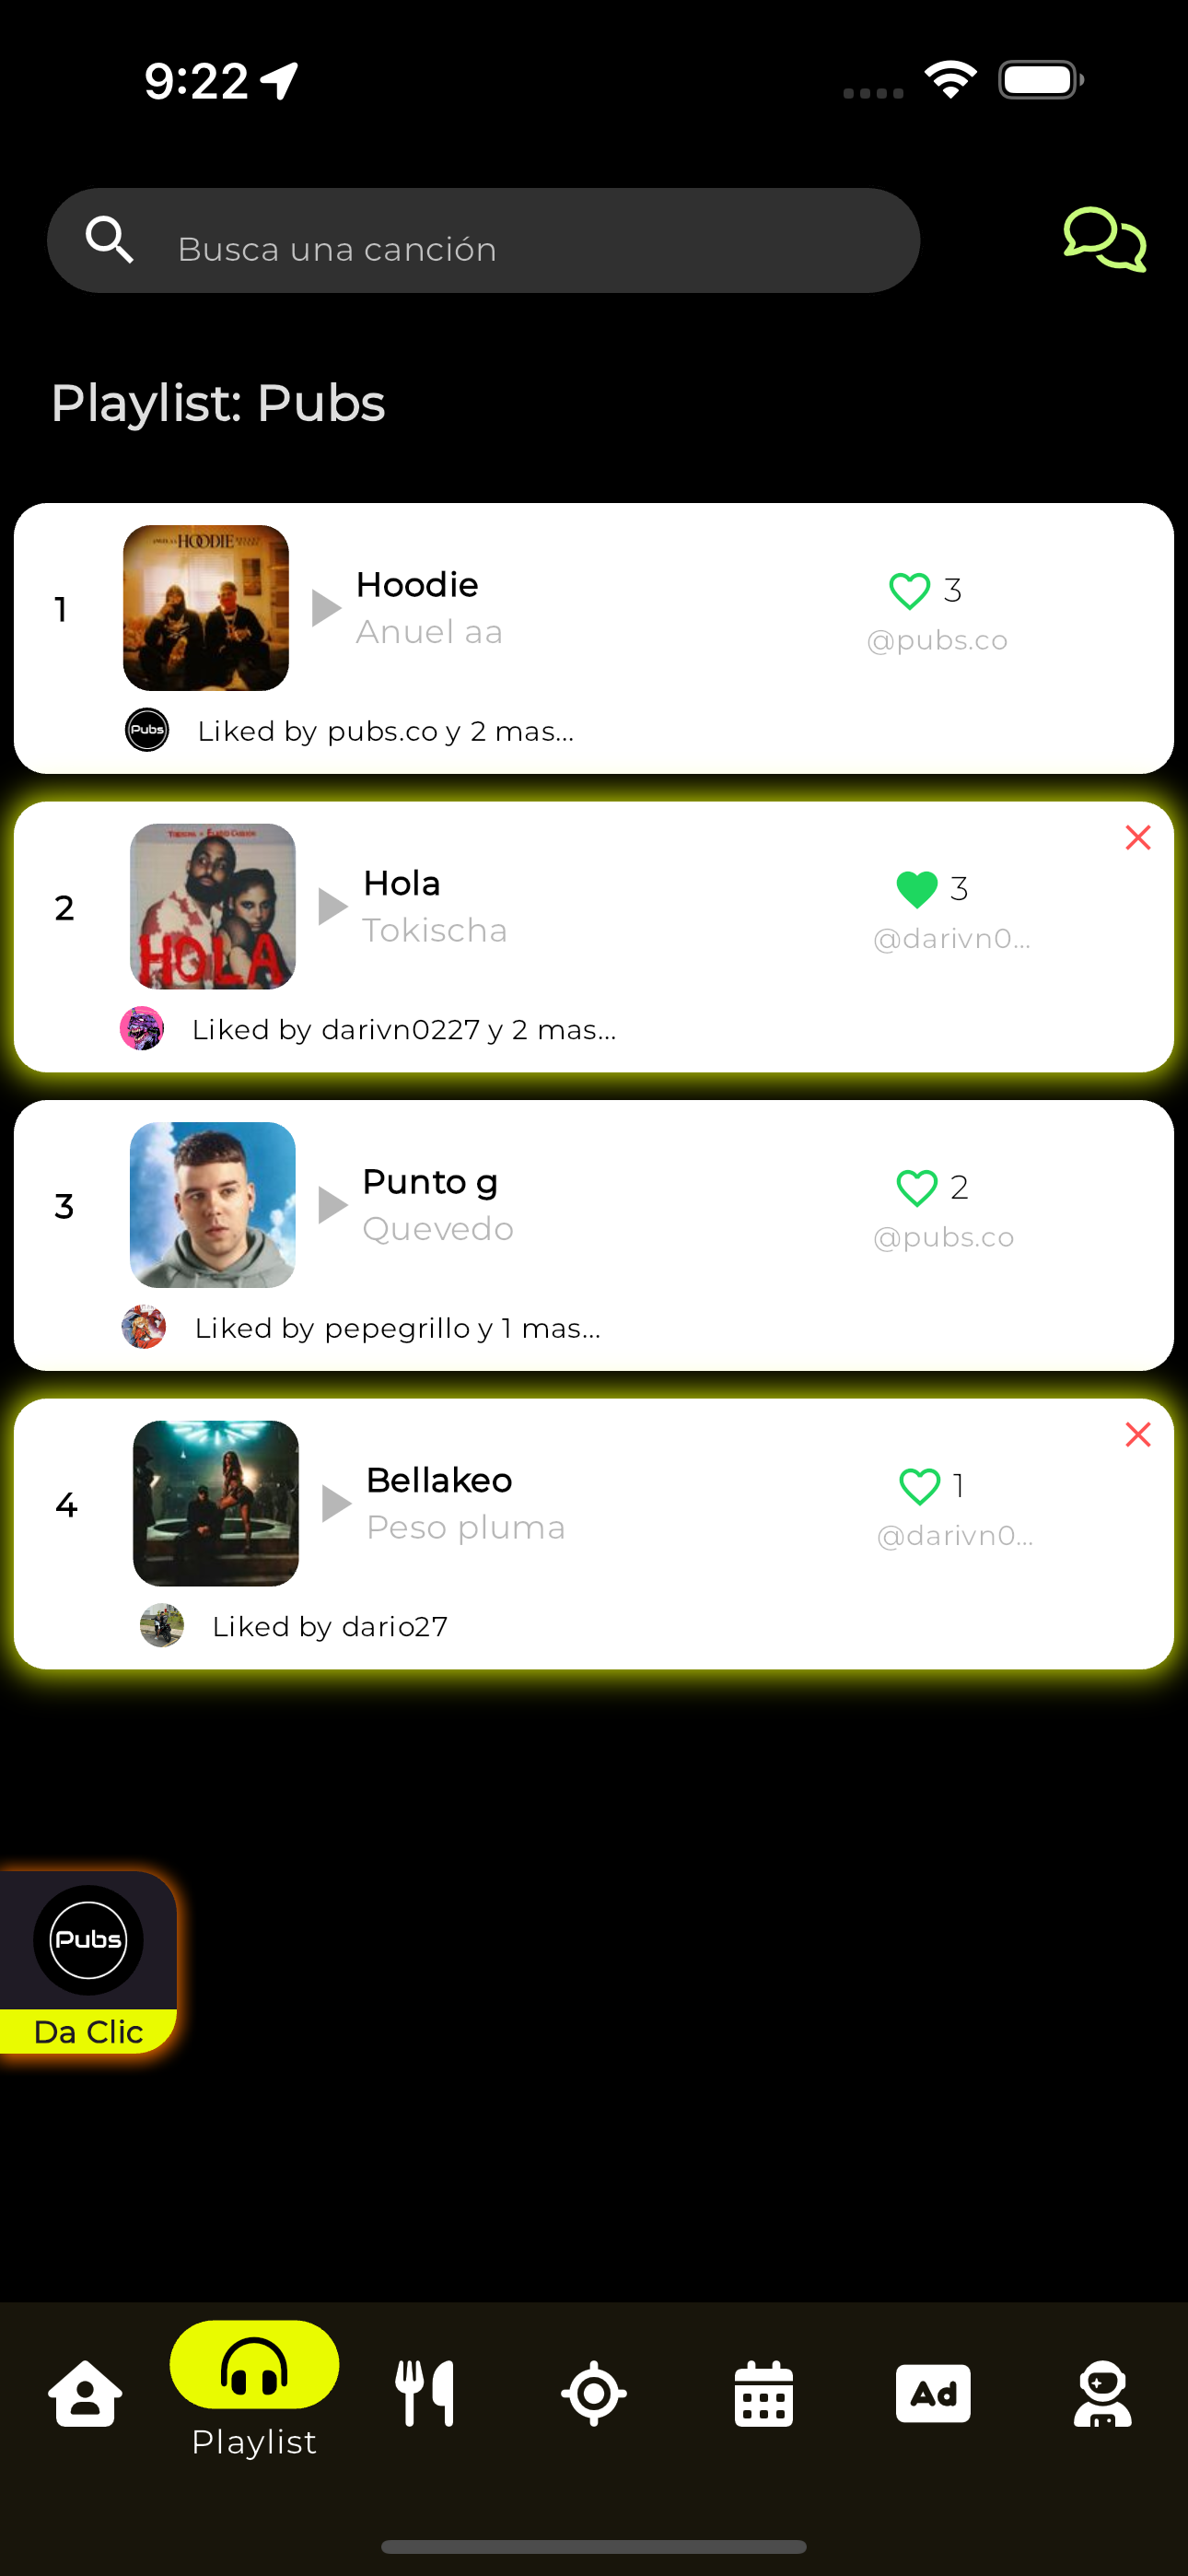 9:22
Busca una canción
Playlist: Pubs
HOODIE
1
Hoodie
Anuel aa
3
@pubs.co
Pubs
Liked by pubs.co y 2 mas...
HOLA
2
Hola
Tokischa
3
@darivn0...
Liked by darivn0227 y 2 mas...
3
Punto g
Quevedo
2
@pubs.co
Liked by pepegrillo y 1 mas...
4
Bellakeo
Peso pluma
1
@darivn0...
Liked by dario27
Pubs
Da Clic
Ad
Playlist